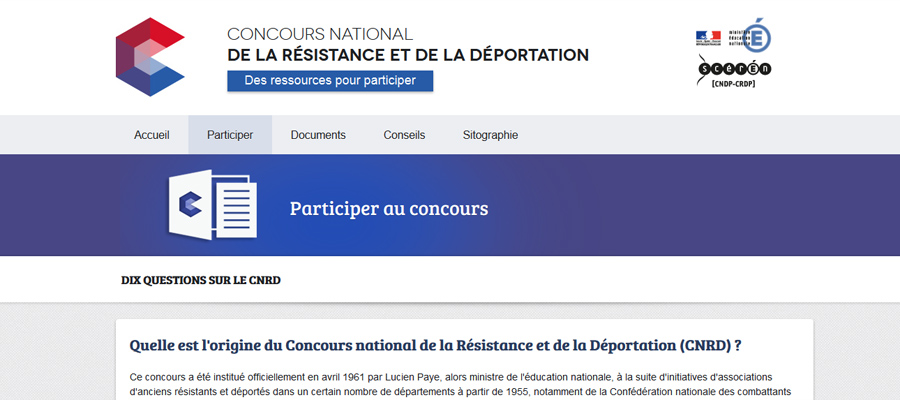 CONCOURS NATIONAL
DE LA RÉSISTANCE ET DE LA DÉPORTATION
Des ressources pour participer
ministère
éducation
nationale
scérén
[CNDP-CRDP]
Accueil Participer Documents Conseils Sitographie
Participer au concours
DIX QUESTIONS SUR LE CNRD
Quelle est l'origine du Concours national de la Résistance et de la Déportation (CNRD) ?
Ce concours a été institué officiellement en avril 1961 par Lucien Paye, alors ministre de l'éducation nationale, à la suite d'initiatives d'associations
d'anciens résistants et déportés dans un certain nombre de départements à partir de 1955, notamment de la Confédération nationale des combattants